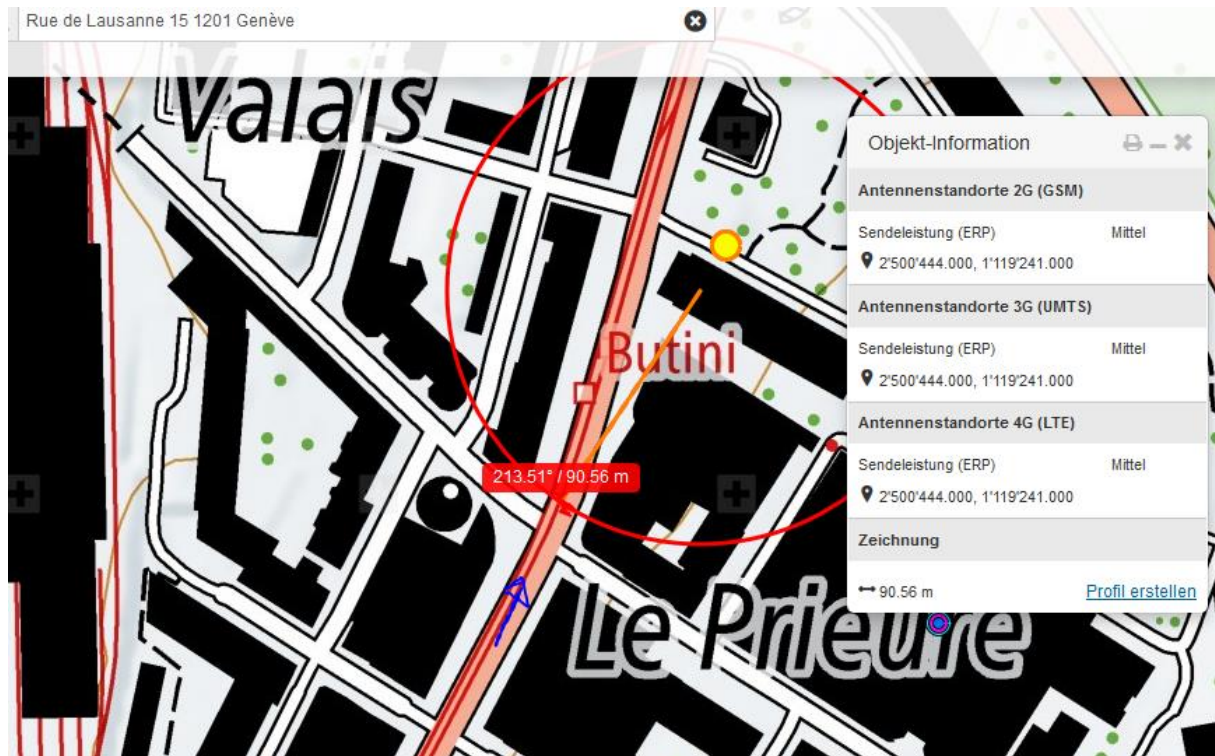 Rue de Lausanne 15 1201 Genève
Valais
Butini
213.51° / 90.56 m
Le Prieuré
Objekt-Information
Antennenstandorte 2G (GSM)
Sendeleistung (ERP) Mittel
2'500'444.000, 1'119'241.000
Antennenstandorte 3G (UMTS)
Sendeleistung (ERP) Mittel
2'500'444.000, 1'119'241.000
Antennenstandorte 4G (LTE)
Sendeleistung (ERP) Mittel
2'500'444.000, 1'119'241.000
Zeichnung
90.56 m Profil erstellen